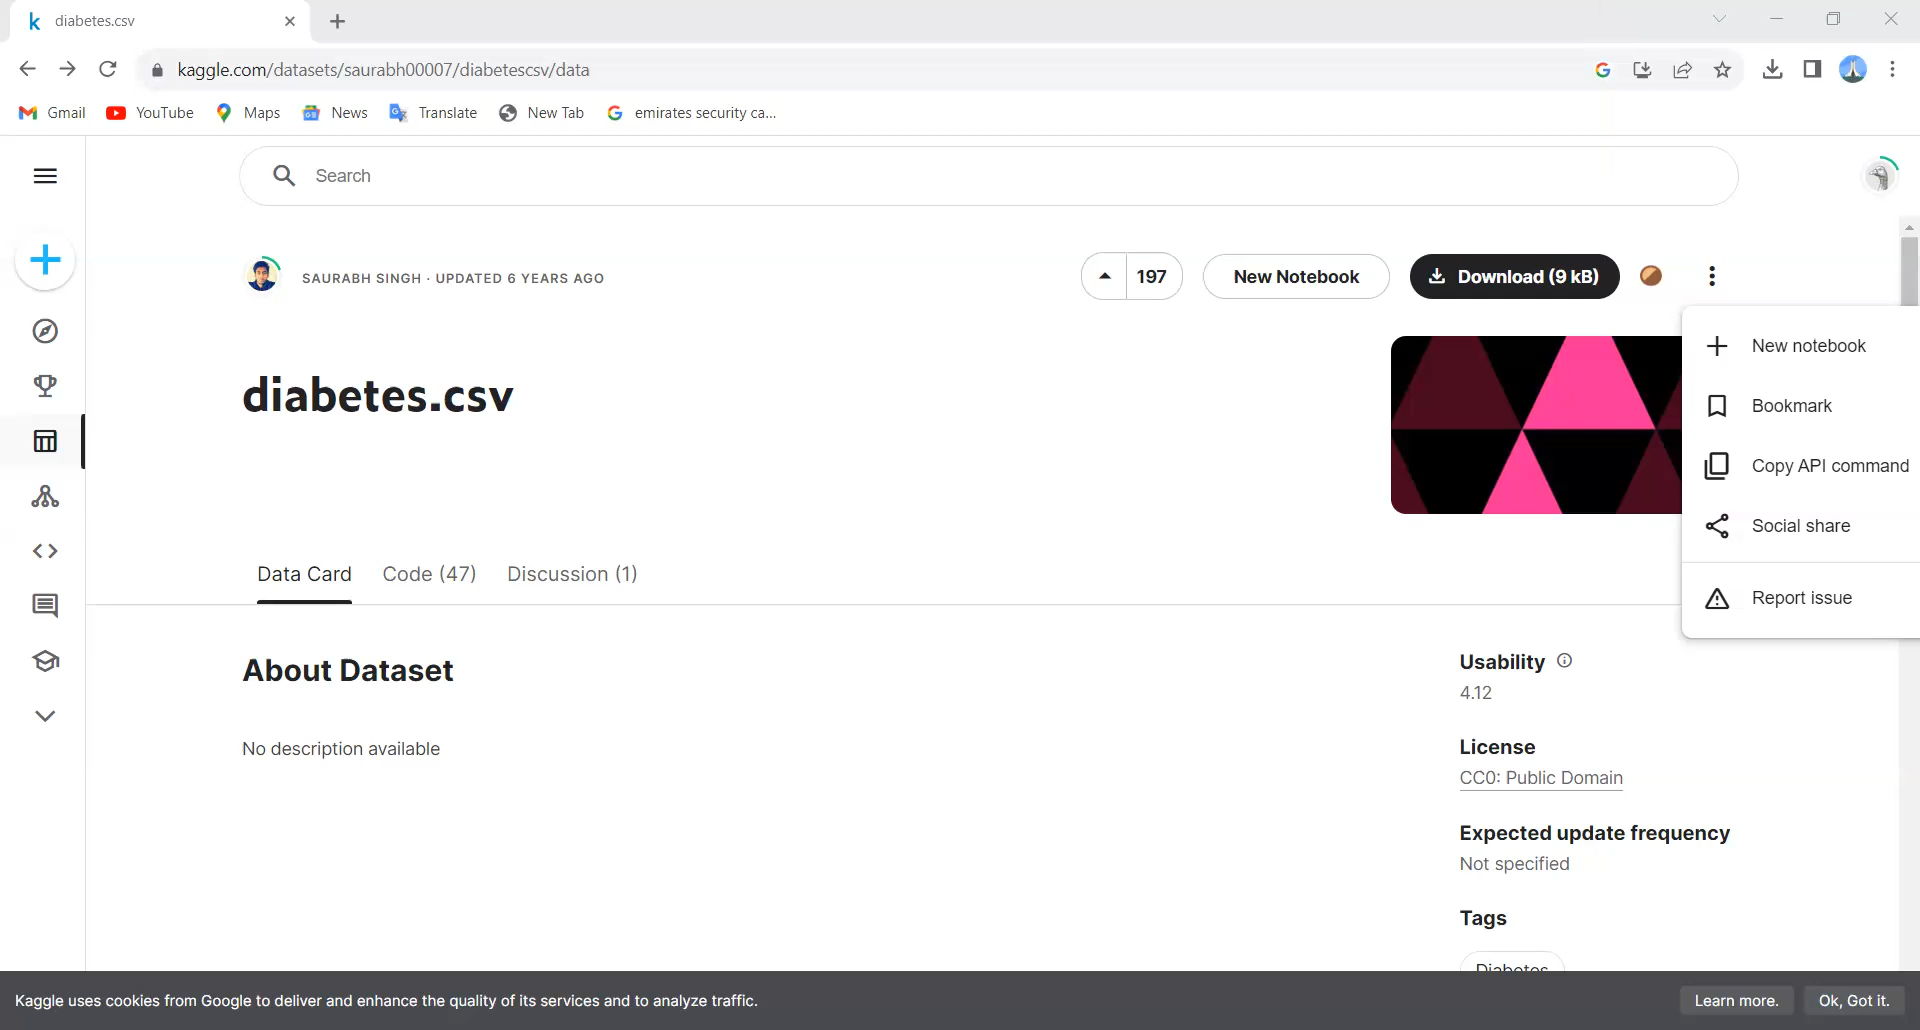 diabetes.csv
kaggle.com/datasets/saurabh00007/diabetescsv/data
Gmail YouTube Maps News Translate New Tab emirates security ca...
Search
SAURABH SINGH · UPDATED 6 YEARS AGO
197 New Notebook Download (9 kB)
New notebook
Bookmark
Copy API command
Social share
Report issue
diabetes.csv
Data Card Code (47) Discussion (1)
About Dataset
No description available
Usability
4.12
License
CC0: Public Domain
Expected update frequency
Not specified
Tags
Diabetes
Kaggle uses cookies from Google to deliver and enhance the quality of its services and to analyze traffic.
Learn more. Ok, Got it.